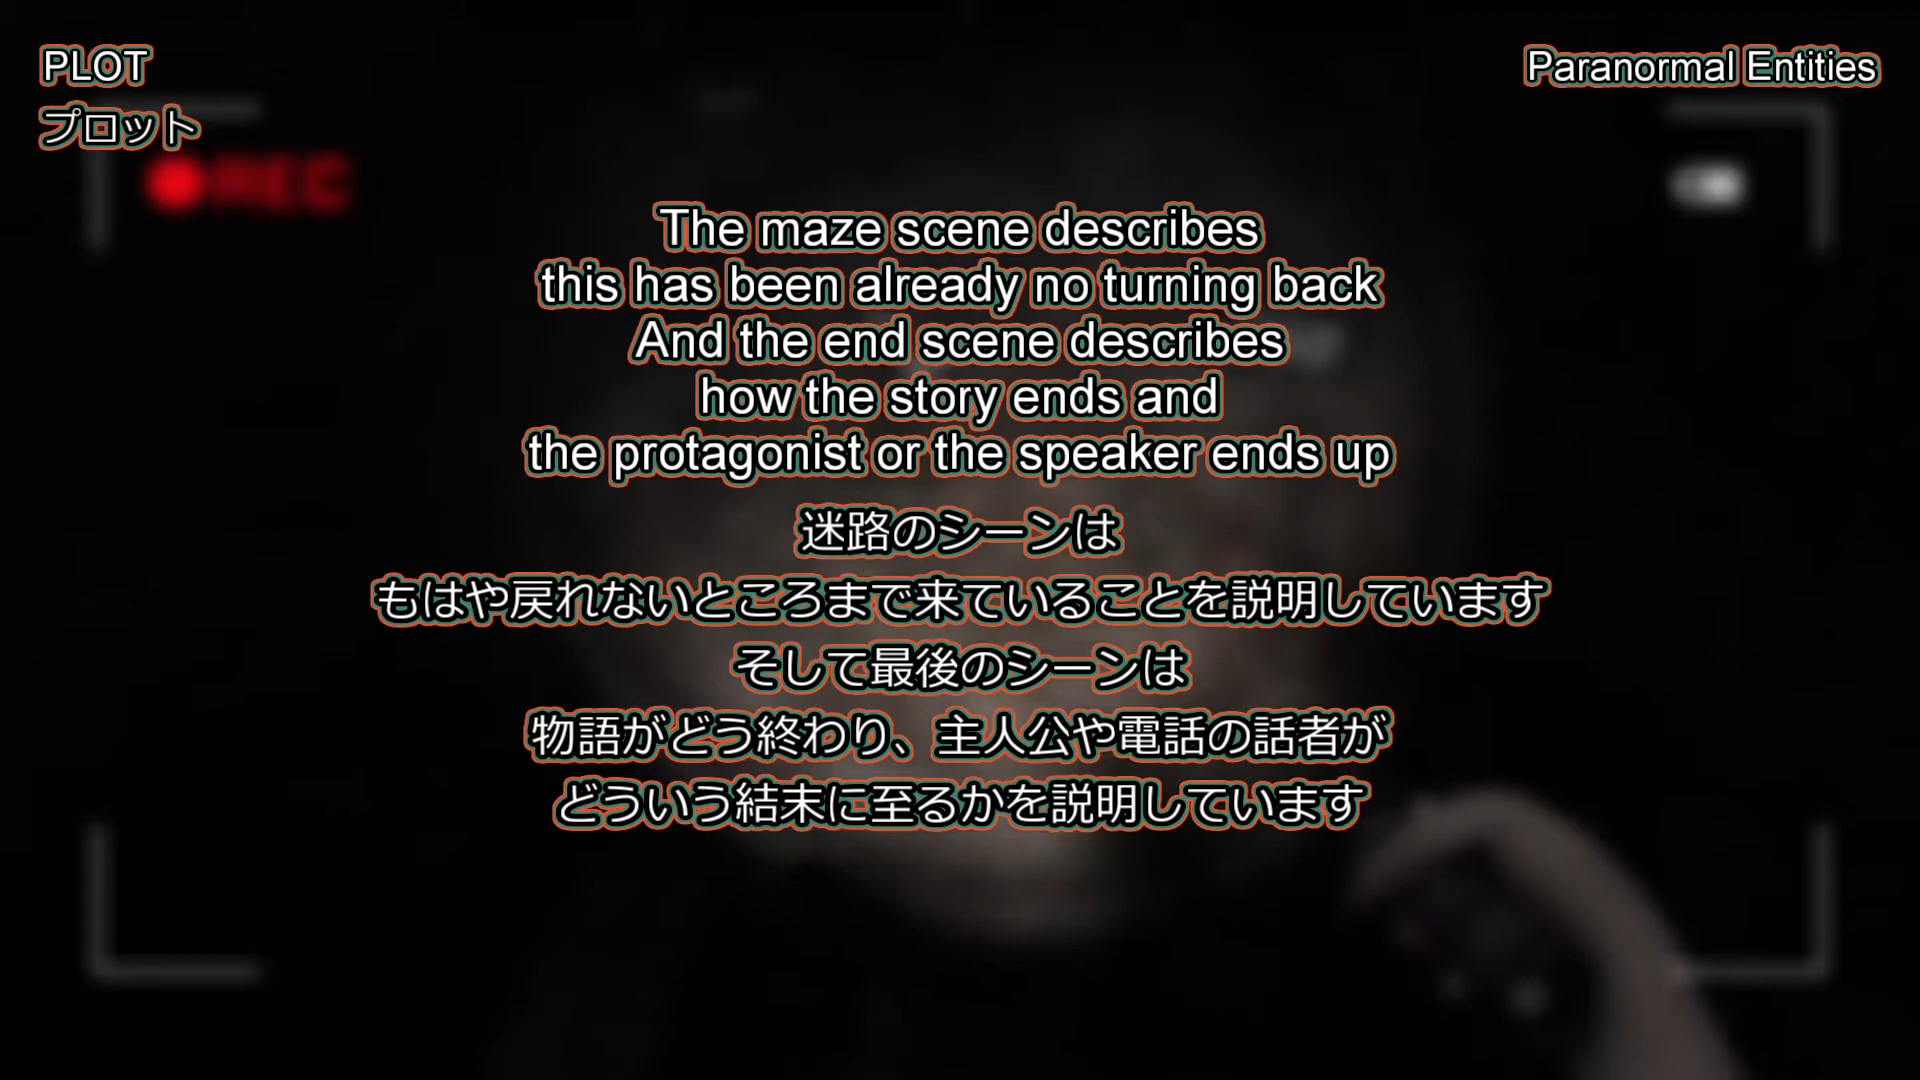 PLOT
プロット
Paranormal Entities
REC
The maze scene describes
this has been already no turning back
And the end scene describes
how the story ends and
the protagonist or the speaker ends up
迷路のシーンは
もはや戻れないところまで来ていることを説明しています
そして最後のシーンは
物語がどう終わり、主人公や電話の話者が
どういう結末に至るかを説明しています